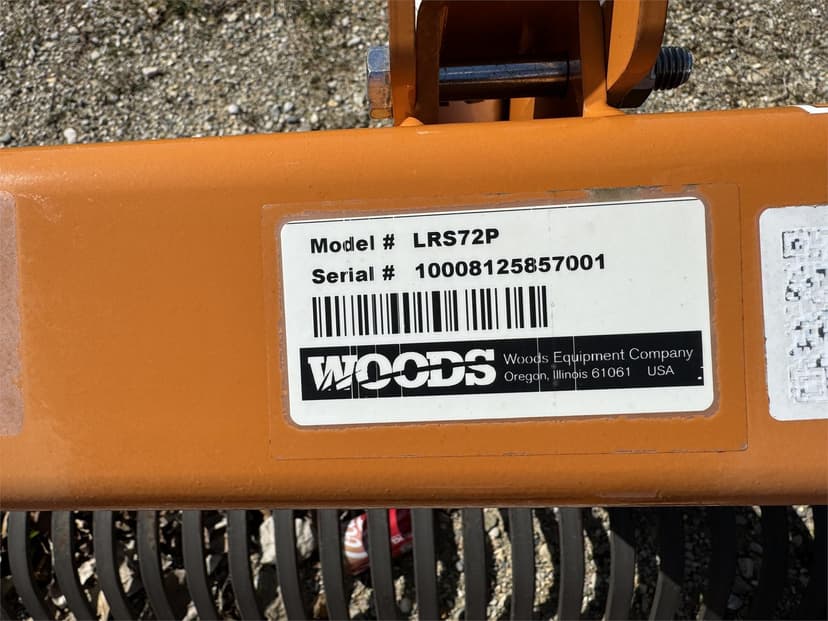 Model # LRS72P
Serial # 10008125857001
WOODS
Woods Equipment Company
Oregon, Illinois 61061 USA